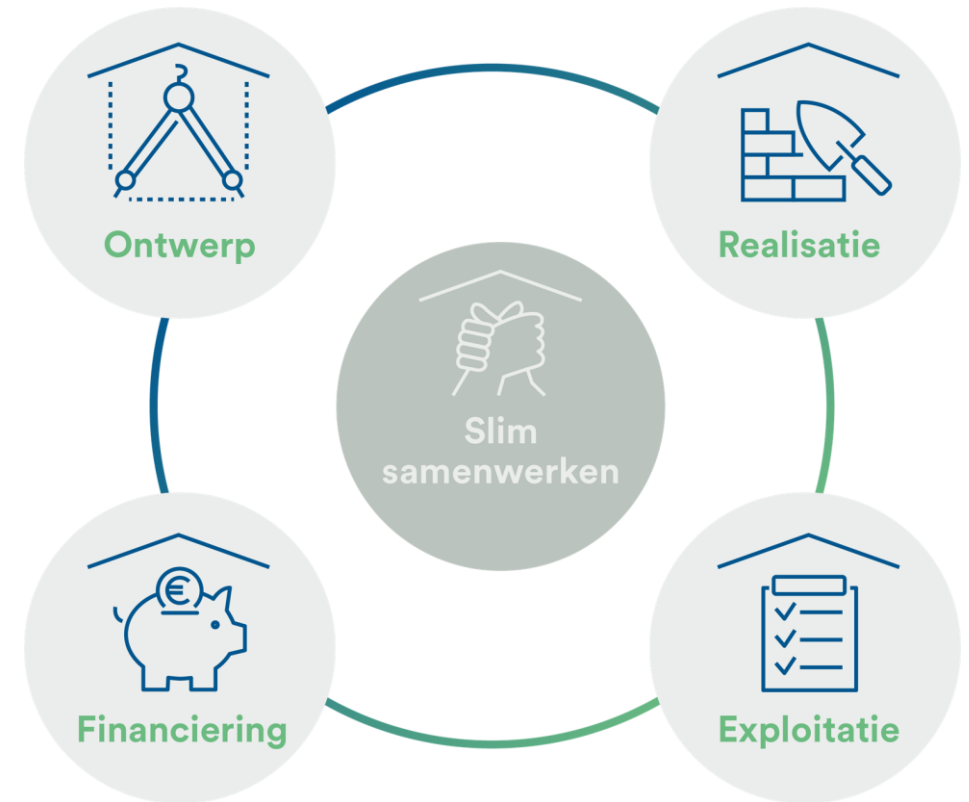 Ontwerp
Realisatie
Slim
samenwerken
€
Financiering
Exploitatie